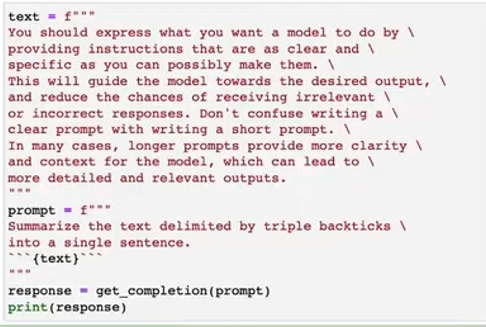 text = f"""
You should express what you want a model to do by \
providing instructions that are as clear and \
specific as you can possibly make them. \
This will guide the model towards the desired output, \
and reduce the chances of receiving irrelevant \
or incorrect responses. Don't confuse writing a \
clear prompt with writing a short prompt. \
In many cases, longer prompts provide more clarity \
and context for the model, which can lead to \
more detailed and relevant outputs.
"""
prompt = f"""
Summarize the text delimited by triple backticks \
into a single sentence.
```{text}```
"""
response = get_completion(prompt)
print(response)